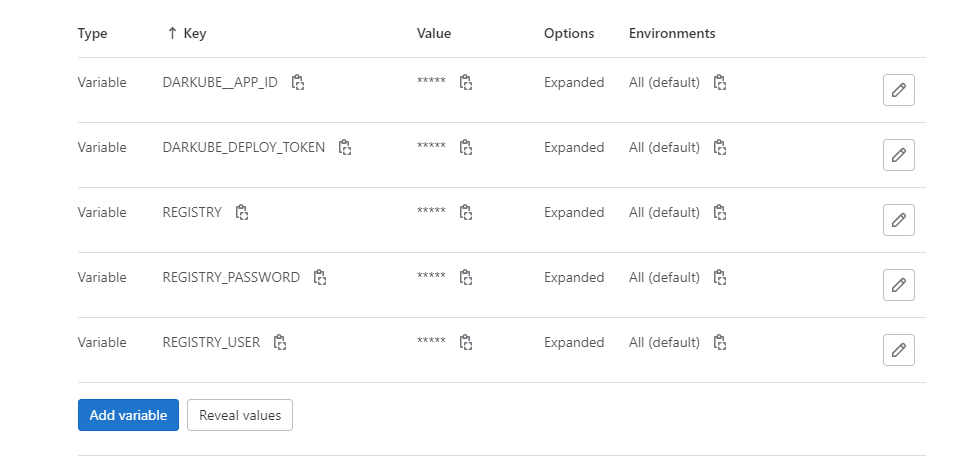 Type ↑ Key Value Options Environments
Variable DARKUBE__APP_ID ***** Expanded All (default)
Variable DARKUBE_DEPLOY_TOKEN ***** Expanded All (default)
Variable REGISTRY ***** Expanded All (default)
Variable REGISTRY_PASSWORD ***** Expanded All (default)
Variable REGISTRY_USER ***** Expanded All (default)
Add variable Reveal values